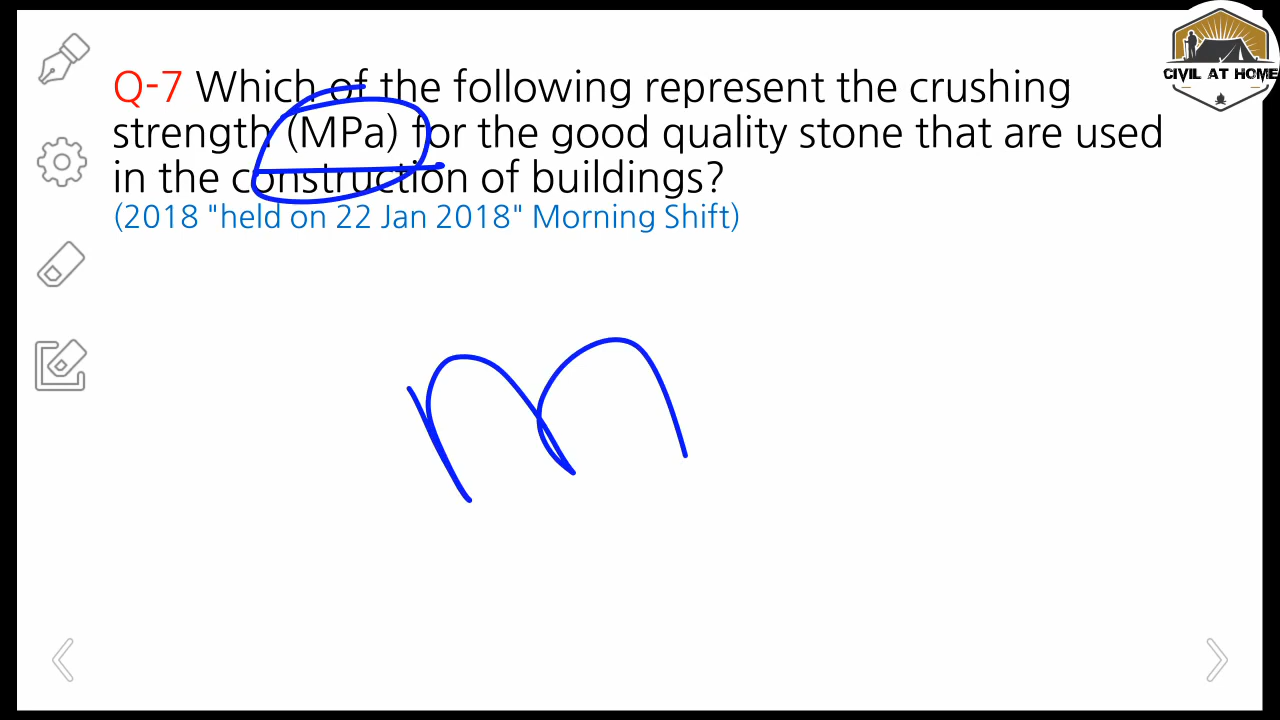 Q-7 Which of the following represent the crushing
strength (MPa) for the good quality stone that are used
in the construction of buildings?
(2018 "held on 22 Jan 2018" Morning Shift)
m
CIVIL AT HOME